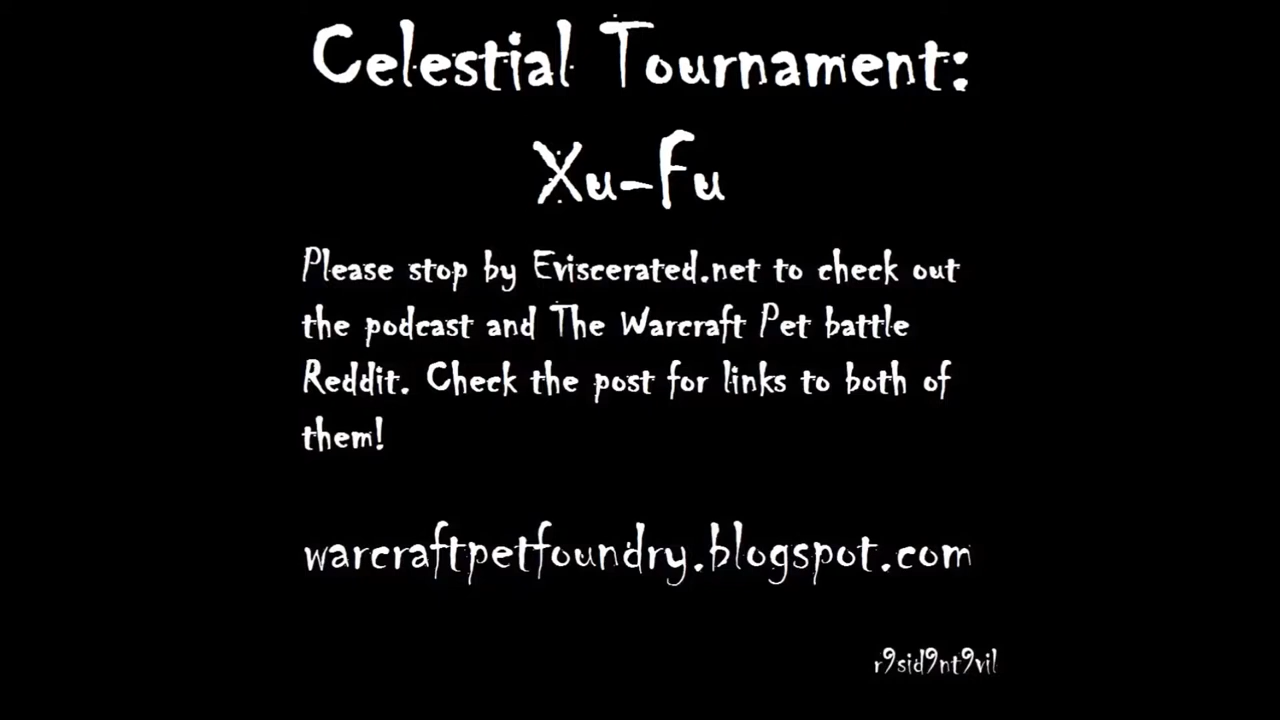 Celestial Tournament:
Xu-Fu
Please stop by Eviscerated.net to check out
the podcast and The Warcraft Pet battle
Reddit. Check the post for links to both of
them!
warcraftpetfoundry.blogspot.com
r9sid9nt9vil